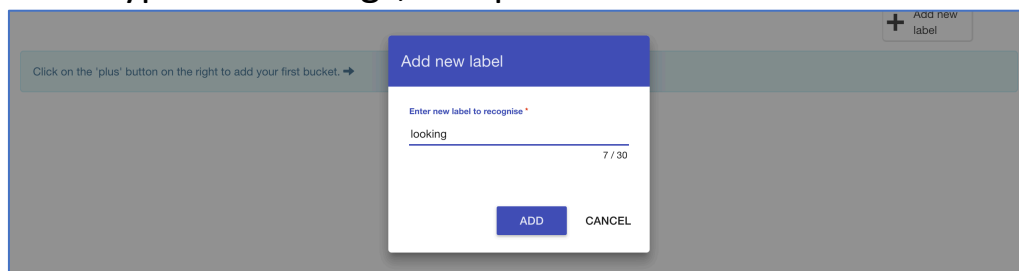 Add new
label
Click on the 'plus' button on the right to add your first bucket. ➔
Add new label
Enter new label to recognise *
looking
7 / 30
ADD CANCEL